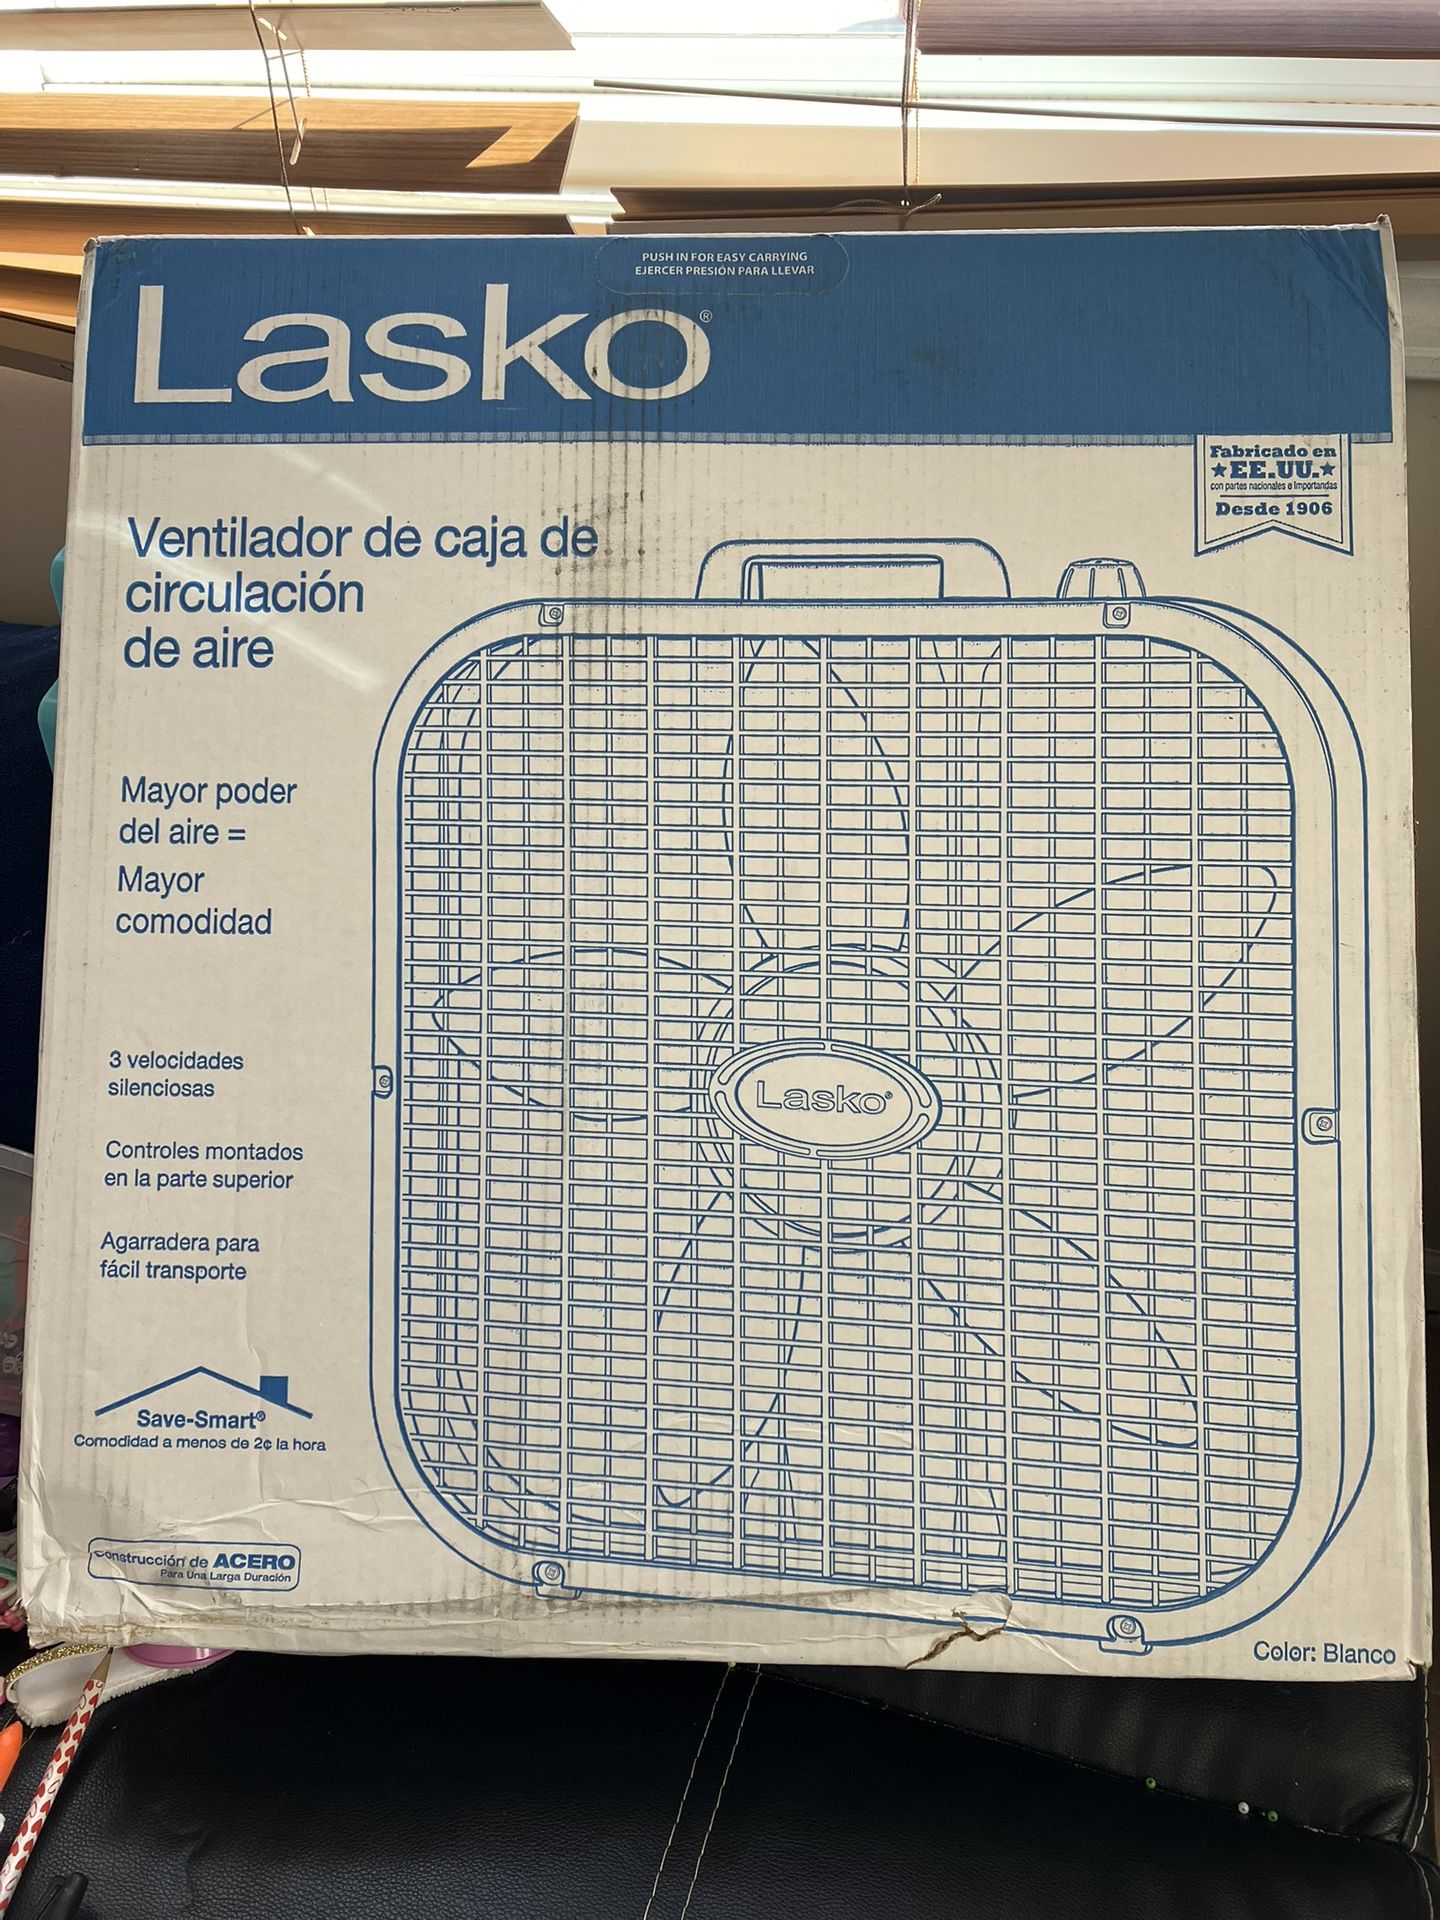 PUSH IN FOR EASY CARRYING
EJERCER PRESIÓN PARA LLEVAR
Lasko®
Fabricado en
★EE.UU.★
con partes nacionales e Importandas
Desde 1906
Ventilador de caja de
circulación
de aire
Mayor poder
del aire =
Mayor
comodidad
3 velocidades
silenciosas
Controles montados
en la parte superior
Agarradera para
fácil transporte
Lasko®
Save-Smart®
Comodidad a menos de 2¢ la hora
Construcción de ACERO
Para Una Larga Duración
Color: Blanco